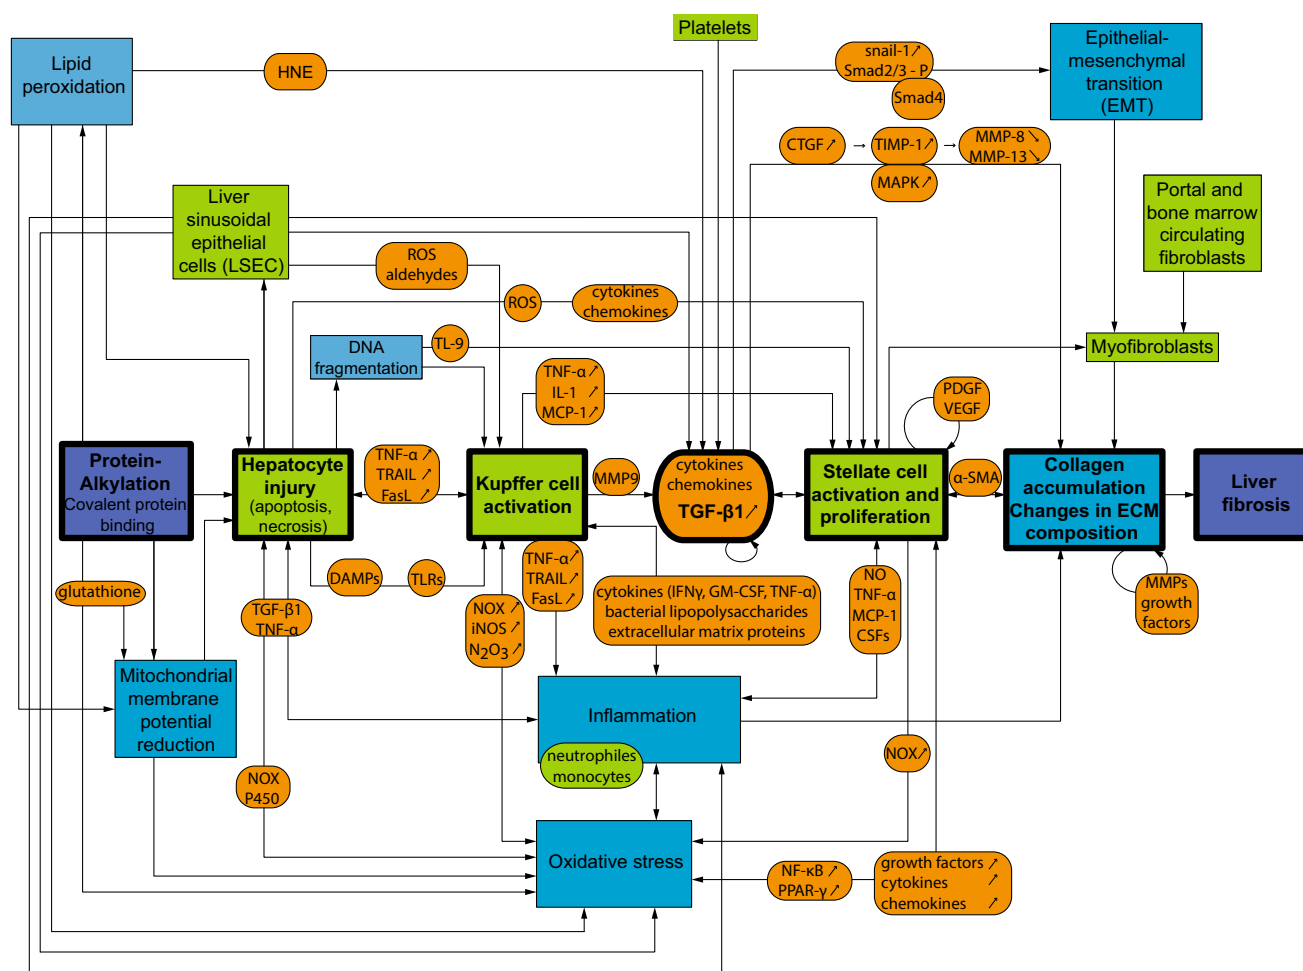 Platelets
Lipid
peroxidation
HNE
snail-1↗
Smad2/3 - P
Smad4
Epithelial-
mesenchymal
transition
(EMT)
CTGF↗
→
TIMP-1↗
→
MMP-8↘
MMP-13↘
MAPK↗
Liver
sinusoidal
epithelial
cells (LSEC)
Portal and
bone marrow
circulating
fibroblasts
ROS
aldehydes
ROS
cytokines
chemokines
DNA
fragmentation
TL-9
Myofibroblasts
TNF-α↗
IL-1 ↗
MCP-1↗
PDGF
VEGF
Protein-
Alkylation
Covalent protein
binding
Hepatocyte
injury
(apoptosis,
necrosis)
TNF-α↗
TRAIL↗
FasL ↗
Kupffer cell
activation
MMP9
cytokines
chemokines
TGF-β1↗
Stellate cell
activation and
proliferation
α-SMA
Collagen
accumulation
Changes in ECM
composition
Liver
fibrosis
glutathione
TGF-β1
TNF-α
DAMPs
TLRs
NOX↗
iNOS↗
N₂O₃↗
TNF-α↗
TRAIL↗
FasL↗
cytokines (IFNγ, GM-CSF, TNF-α)
bacterial lipopolysaccharides
extracellular matrix proteins
NO
TNF-α
MCP-1
CSFs
MMPs
growth
factors
Mitochondrial
membrane
potential
reduction
Inflammation
neutrophiles
monocytes
NOX↗
NOX
P450
Oxidative stress
NF-κB↗
PPAR-γ↗
growth factors↗
cytokines ↗
chemokines ↗